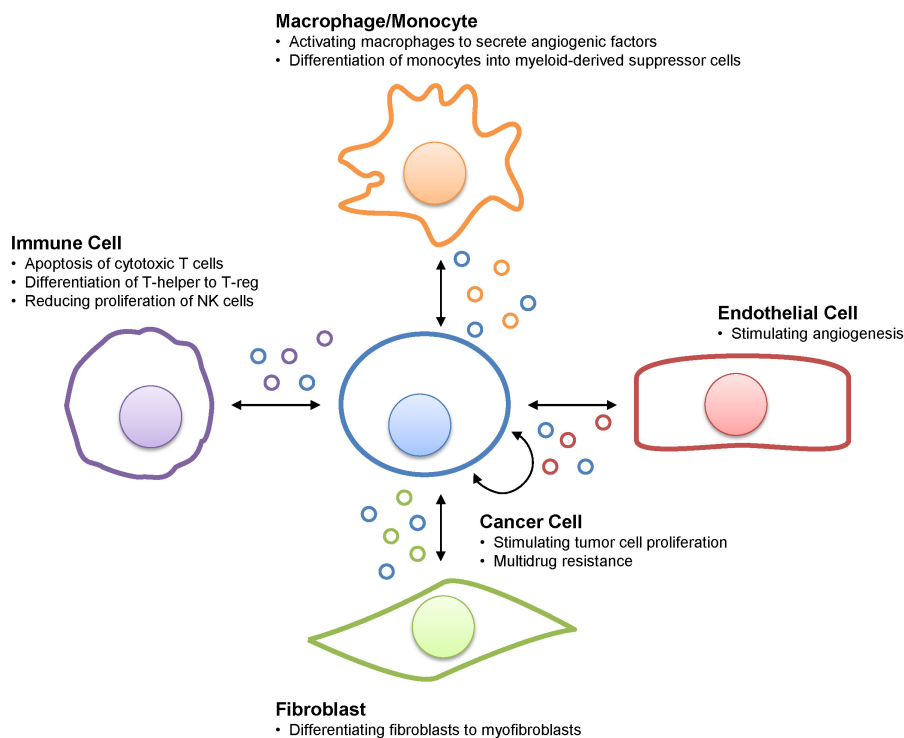 Macrophage/Monocyte
• Activating macrophages to secrete angiogenic factors
• Differentiation of monocytes into myeloid-derived suppressor cells
Immune Cell
• Apoptosis of cytotoxic T cells
• Differentiation of T-helper to T-reg
• Reducing proliferation of NK cells
Endothelial Cell
• Stimulating angiogenesis
Cancer Cell
• Stimulating tumor cell proliferation
• Multidrug resistance
Fibroblast
• Differentiating fibroblasts to myofibroblasts